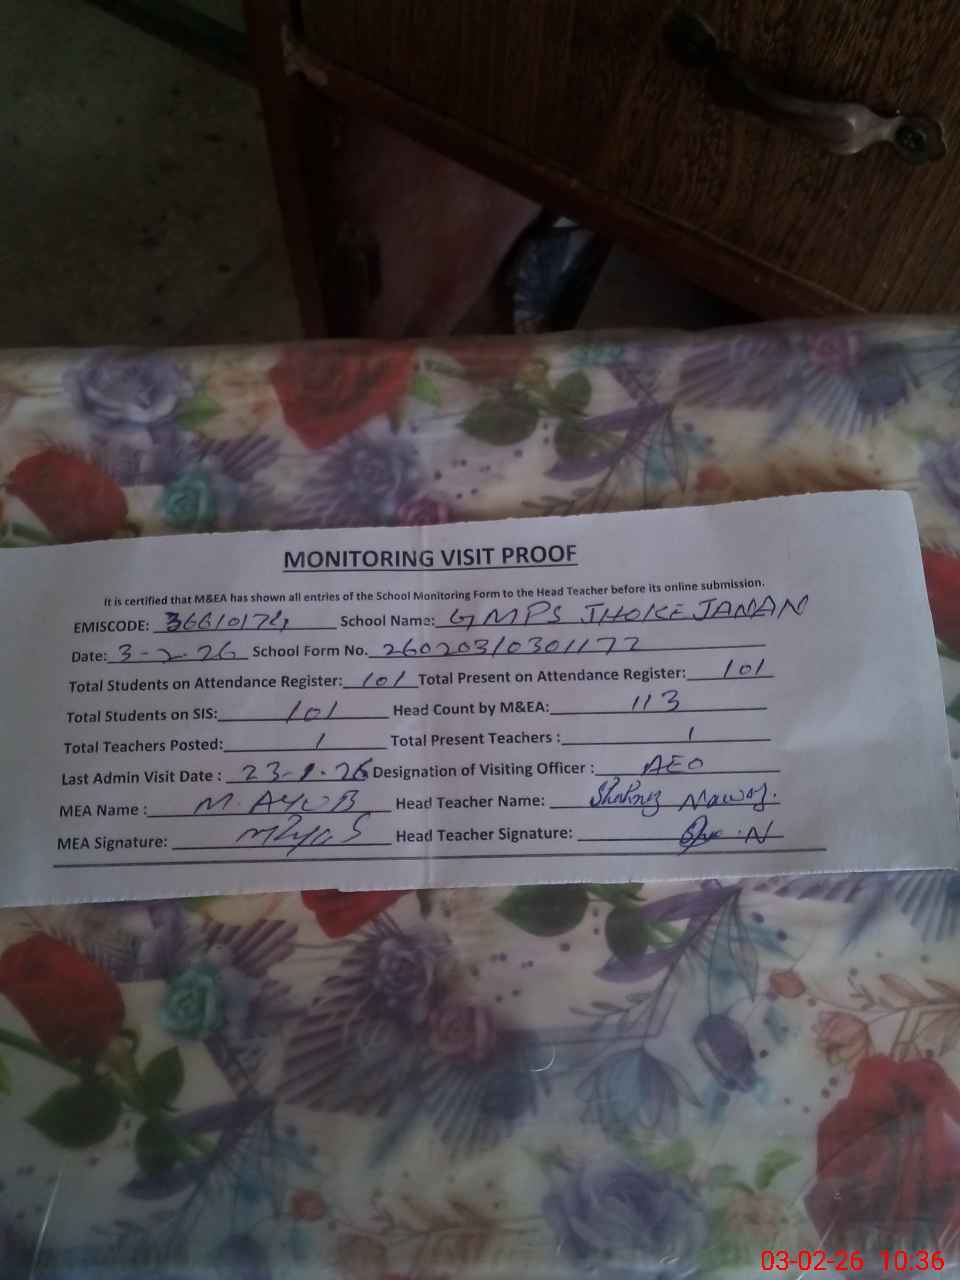 MONITORING VISIT PROOF
It is certified that M&EA has shown all entries of the School Monitoring Form to the Head Teacher before its online submission.
EMISCODE: 36610174 School Name: GMPS JHOKE JANAN
Date: 3-2-26 School Form No. 26020310301177
Total Students on Attendance Register: 101 Total Present on Attendance Register: 101
Total Students on SIS: 101 Head Count by M&EA: 113
Total Teachers Posted: 1 Total Present Teachers : 1
Last Admin Visit Date : 23-1-26 Designation of Visiting Officer : AEO
MEA Name : M. AYUB Head Teacher Name: Nawaz.
MEA Signature: Head Teacher Signature:
03-02-26 10:36